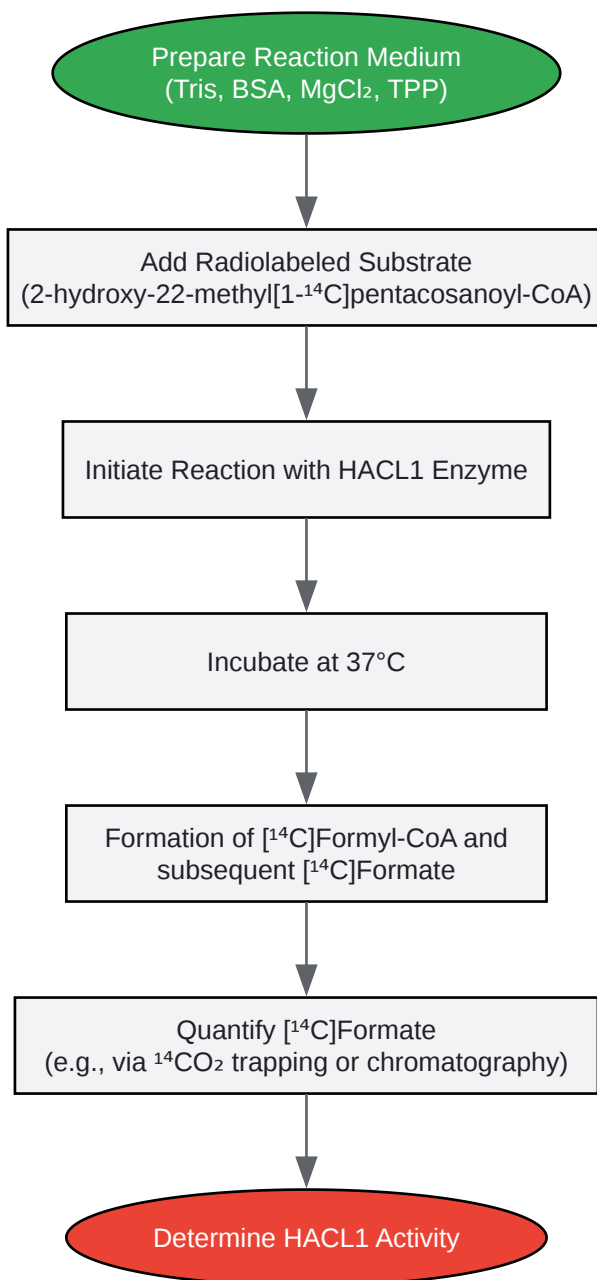 Prepare Reaction Medium
(Tris, BSA, MgCl₂, TPP)
Add Radiolabeled Substrate
(2-hydroxy-22-methyl[1-¹⁴C]pentacosanoyl-CoA)
Initiate Reaction with HACL1 Enzyme
Incubate at 37°C
Formation of [¹⁴C]Formyl-CoA and
subsequent [¹⁴C]Formate
Quantify [¹⁴C]Formate
(e.g., via ¹⁴CO₂ trapping or chromatography)
Determine HACL1 Activity